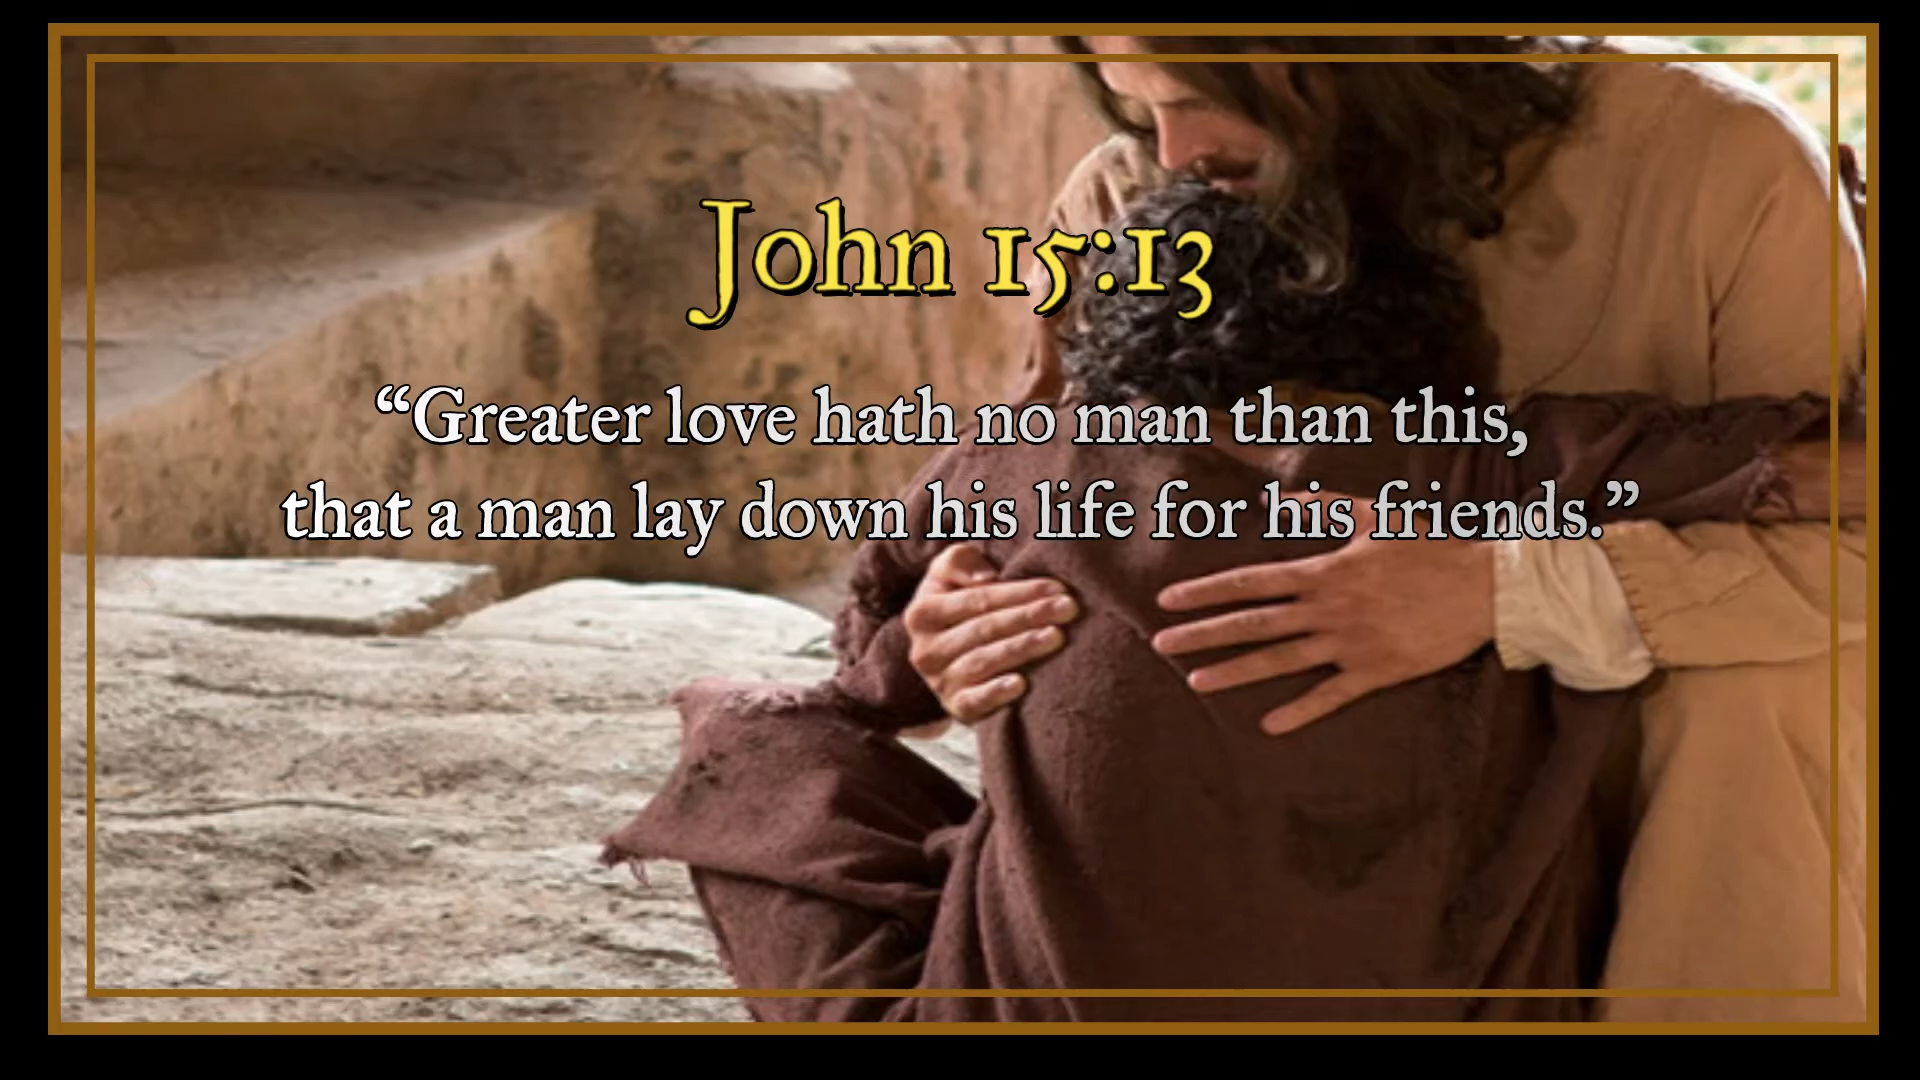 John 15:13
“Greater love hath no man than this,
that a man lay down his life for his friends.”